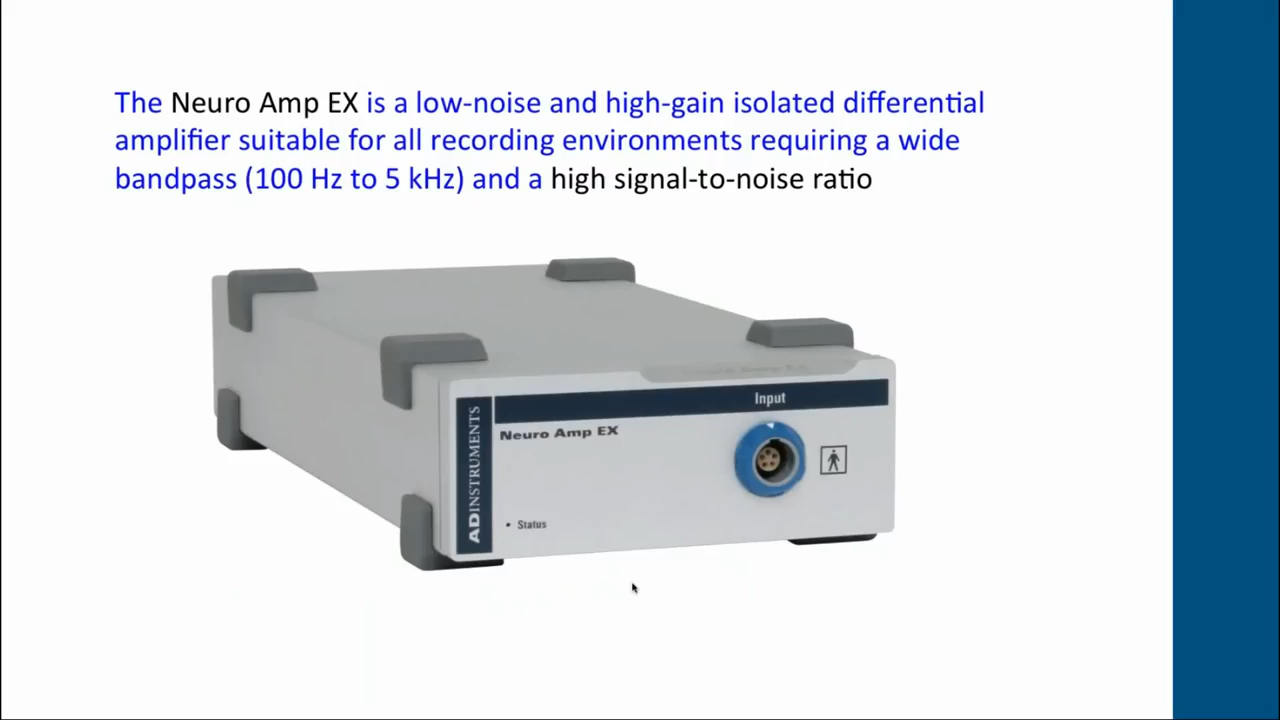 The Neuro Amp EX is a low-noise and high-gain isolated differential
amplifier suitable for all recording environments requiring a wide
bandpass (100 Hz to 5 kHz) and a high signal-to-noise ratio
Input
Neuro Amp EX
ADINSTRUMENTS
• Status